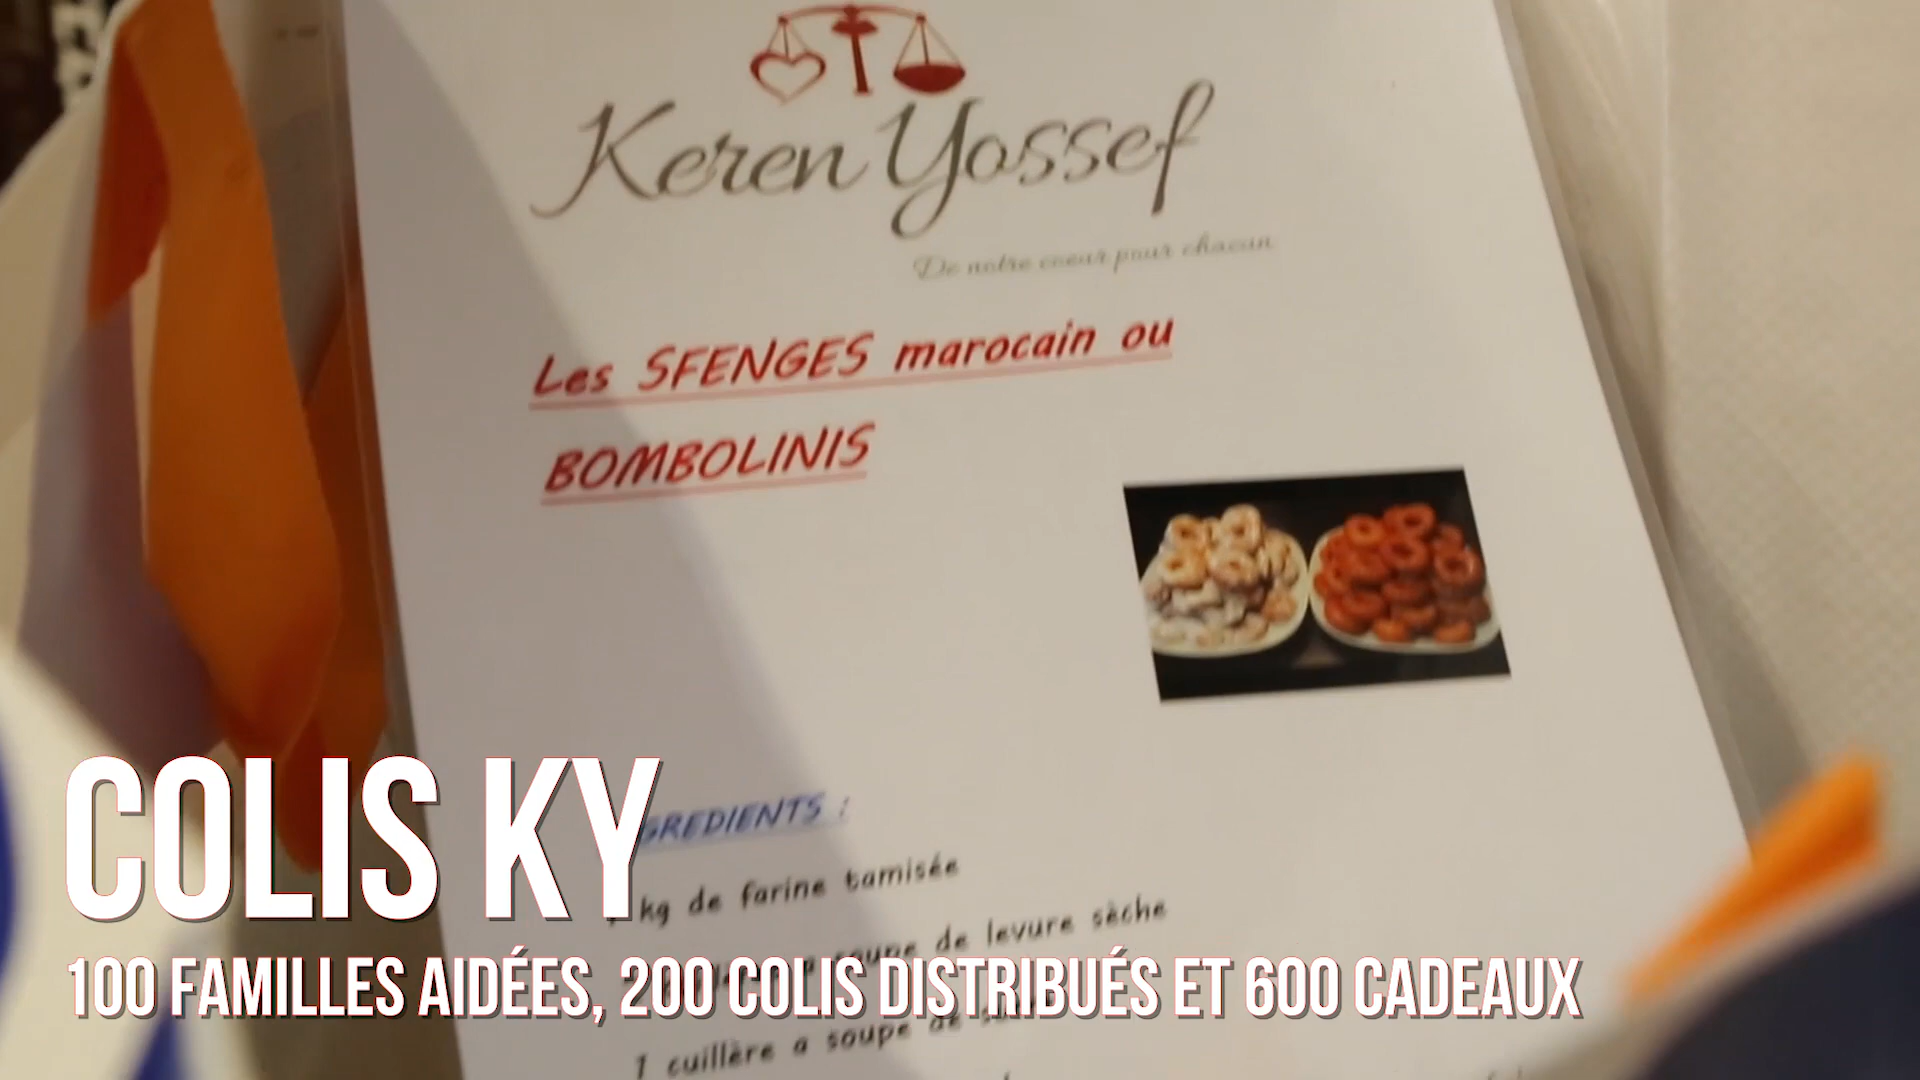 Keren Yossef
De notre coeur pour chacun
Les SFENGES marocain ou
BOMBOLINIS
GREDIENTS :
kg de farine tamisée
soupe de levure sèche
1 cuillère a soupe de
COLIS KY
100 FAMILLES AIDÉES, 200 COLIS DISTRIBUÉS ET 600 CADEAUX